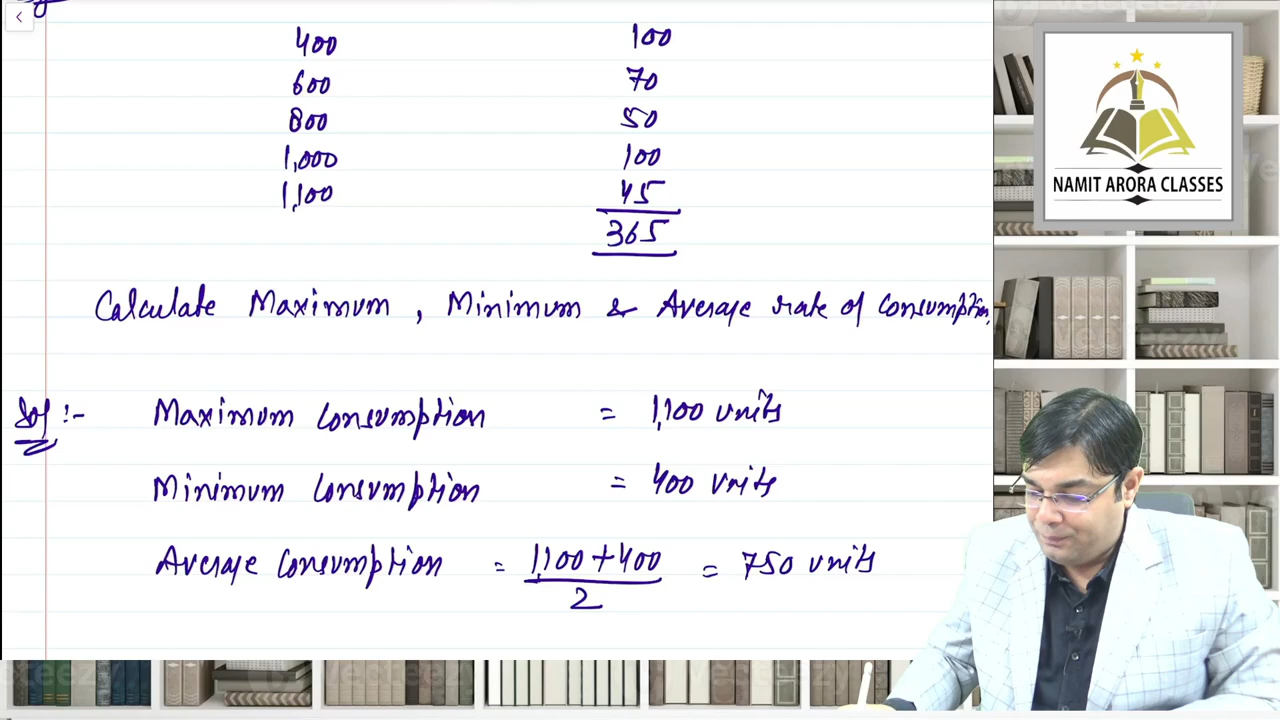 400 100
600 70
800 50
1,000 100
1,100 45
365
Calculate Maximum, Minimum & Average rate of Consumption.
Sol :- Maximum Consumption = 1,100 units
Minimum Consumption = 400 units
Average Consumption = 1,100 + 400 / 2 = 750 units
NAMIT ARORA CLASSES